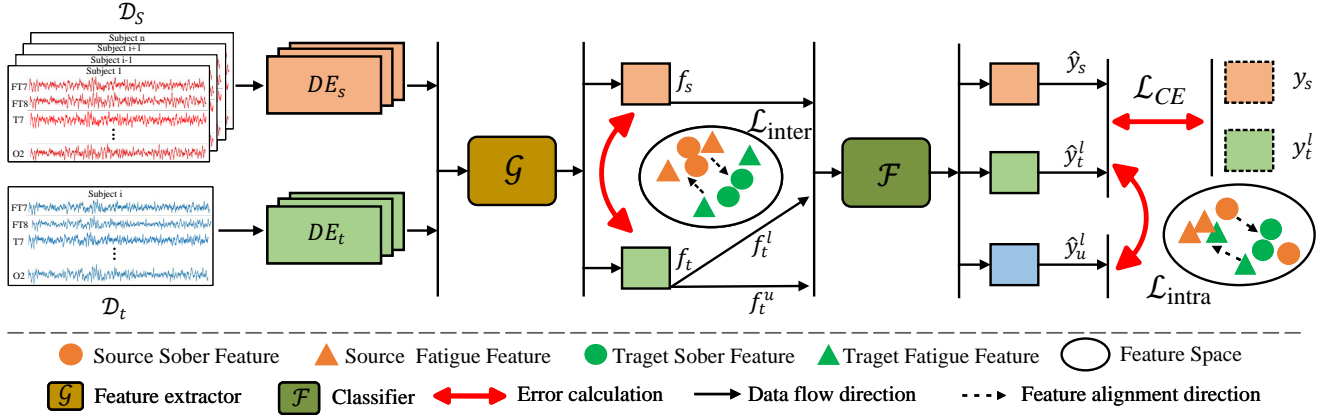 𝒟_S
Subject n
Subject i+1
Subject i-1
Subject 1
FT7
FT8
T7
⋮
O2
Subject i
FT7
FT8
T7
⋮
O2
𝒟_t
DE_s
DE_t
𝒢
f_s
ℒ_inter
f_t
f_t^l
f_t^u
ℱ
ŷ_s
ŷ_t^l
ŷ_u^l
ℒ_CE
y_s
y_t^l
ℒ_intra
Source Sober Feature
Source Fatigue Feature
Traget Sober Feature
Traget Fatigue Feature
Feature Space
𝒢 Feature extractor
ℱ Classifier
Error calculation
Data flow direction
Feature alignment direction